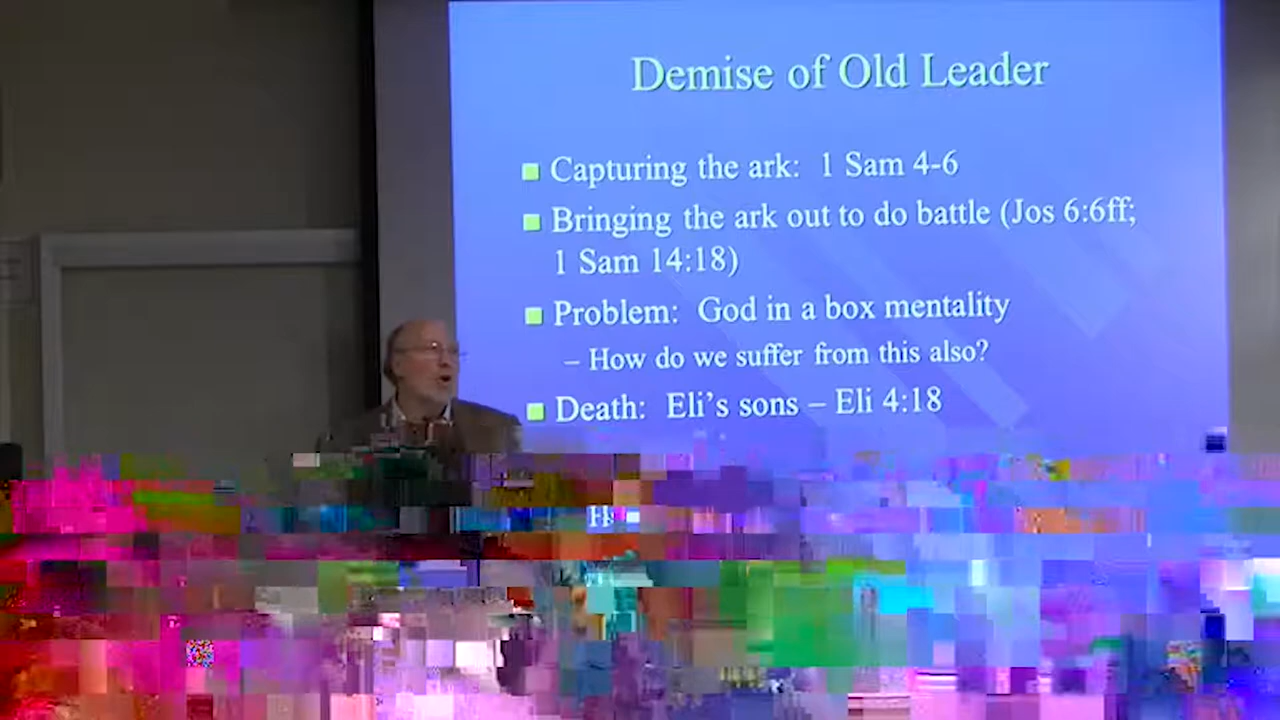 Demise of Old Leader
Capturing the ark: 1 Sam 4-6
Bringing the ark out to do battle (Jos 6:6ff;
1 Sam 14:18)
Problem: God in a box mentality
– How do we suffer from this also?
Death: Eli's sons – Eli 4:18